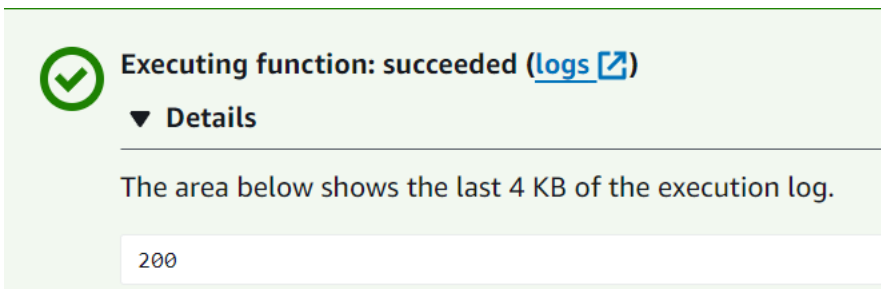 Executing function: succeeded (logs)
Details
The area below shows the last 4 KB of the execution log.
200